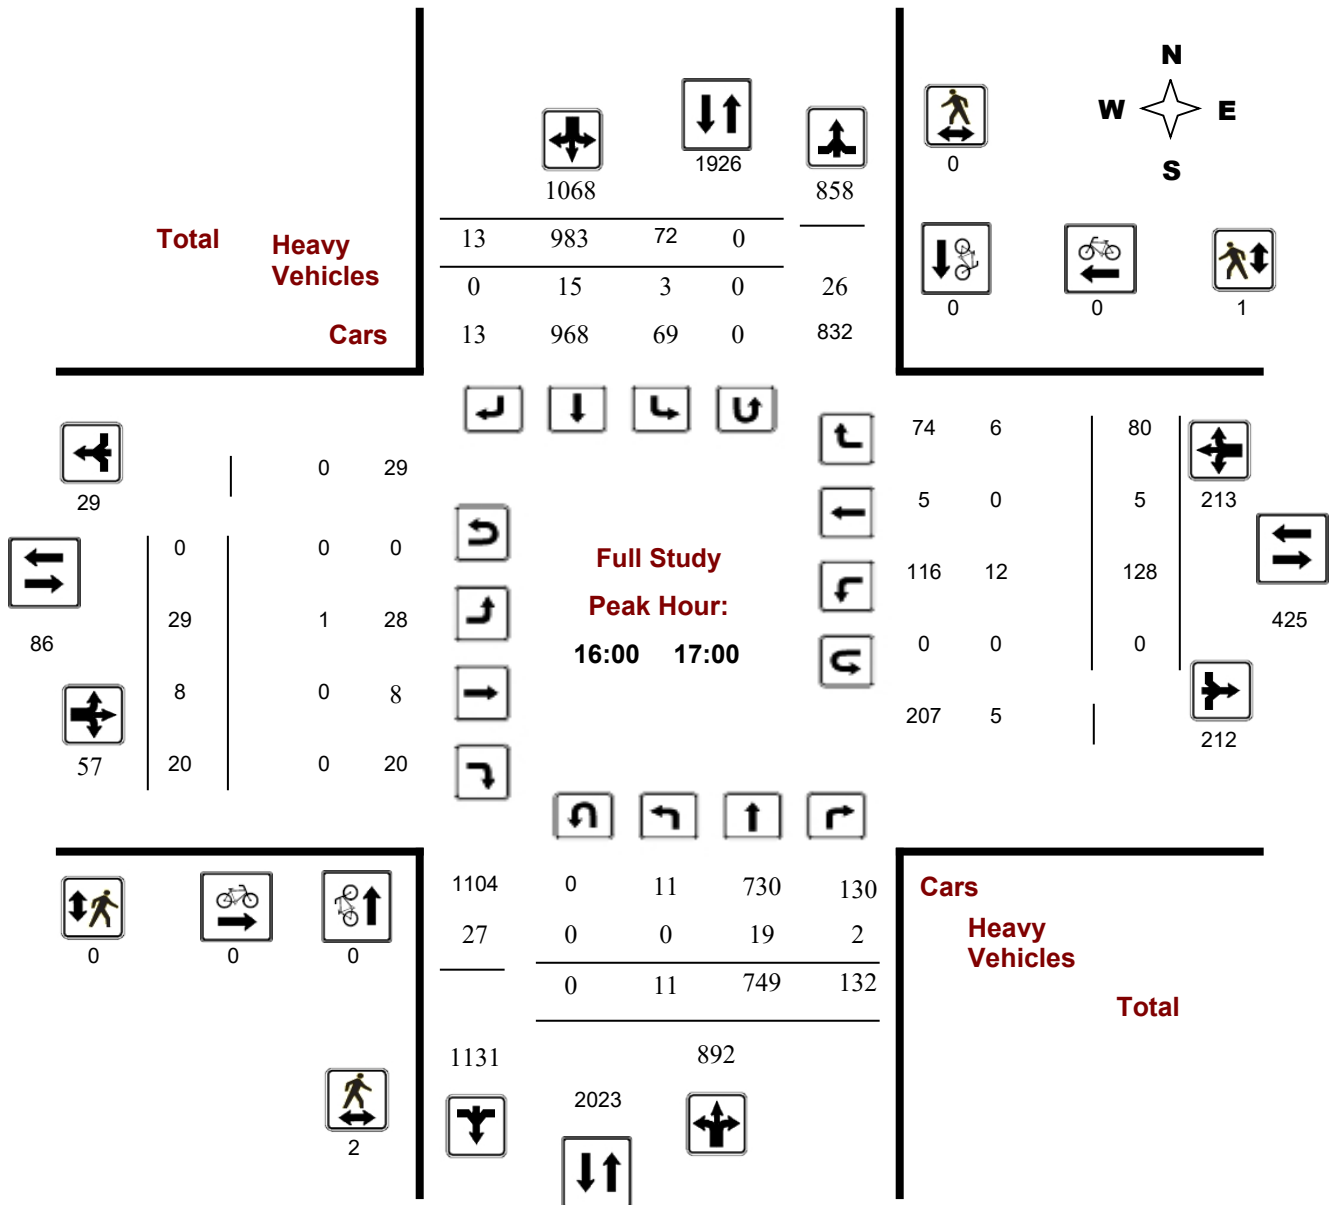 N
W E
S
1926
0
1068 858
Total Heavy
Vehicles
Cars
13 983 72 0
0 15 3 0 26
13 968 69 0 832
0 0 1
74 6 80
29 0 29
5 0 5 213
0 0 0
Full Study
116 12 128
Peak Hour:
29 1 28
86
425
16:00 17:00
0 0 0
8 0 8
207 5
212
57 20 0 20
1104 0 11 730 130
Cars
27 0 0 19 2
Heavy
Vehicles
0 0 0
0 11 749 132
Total
1131 892
2023
2